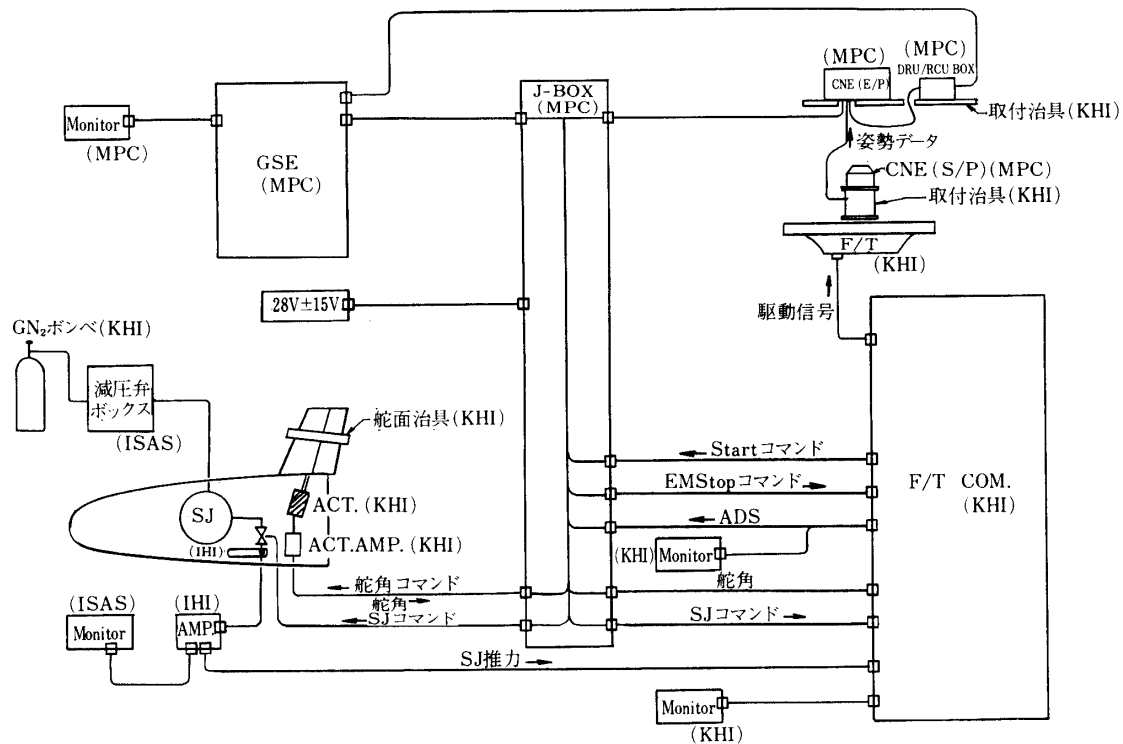 (MPC)
(MPC)
CNE (E/P)
DRU/RCU BOX
取付治具(KHI)
J-BOX
(MPC)
Monitor
(MPC)
GSE
(MPC)
姿勢データ
CNE(S/P)(MPC)
取付治具(KHI)
F/T
(KHI)
28V±15V
駆動信号
GN₂ボンベ(KHI)
減圧弁
ボックス
(ISAS)
舵面治具(KHI)
Startコマンド
EMStopコマンド
F/T COM.
(KHI)
SJ
ACT.(KHI)
(IHI)
ACT.AMP.(KHI)
ADS
(KHI)
Monitor
舵角コマンド
舵角
舵角
SJコマンド
SJコマンド
(ISAS)
(IHI)
Monitor
AMP.
SJ推力
Monitor
(KHI)